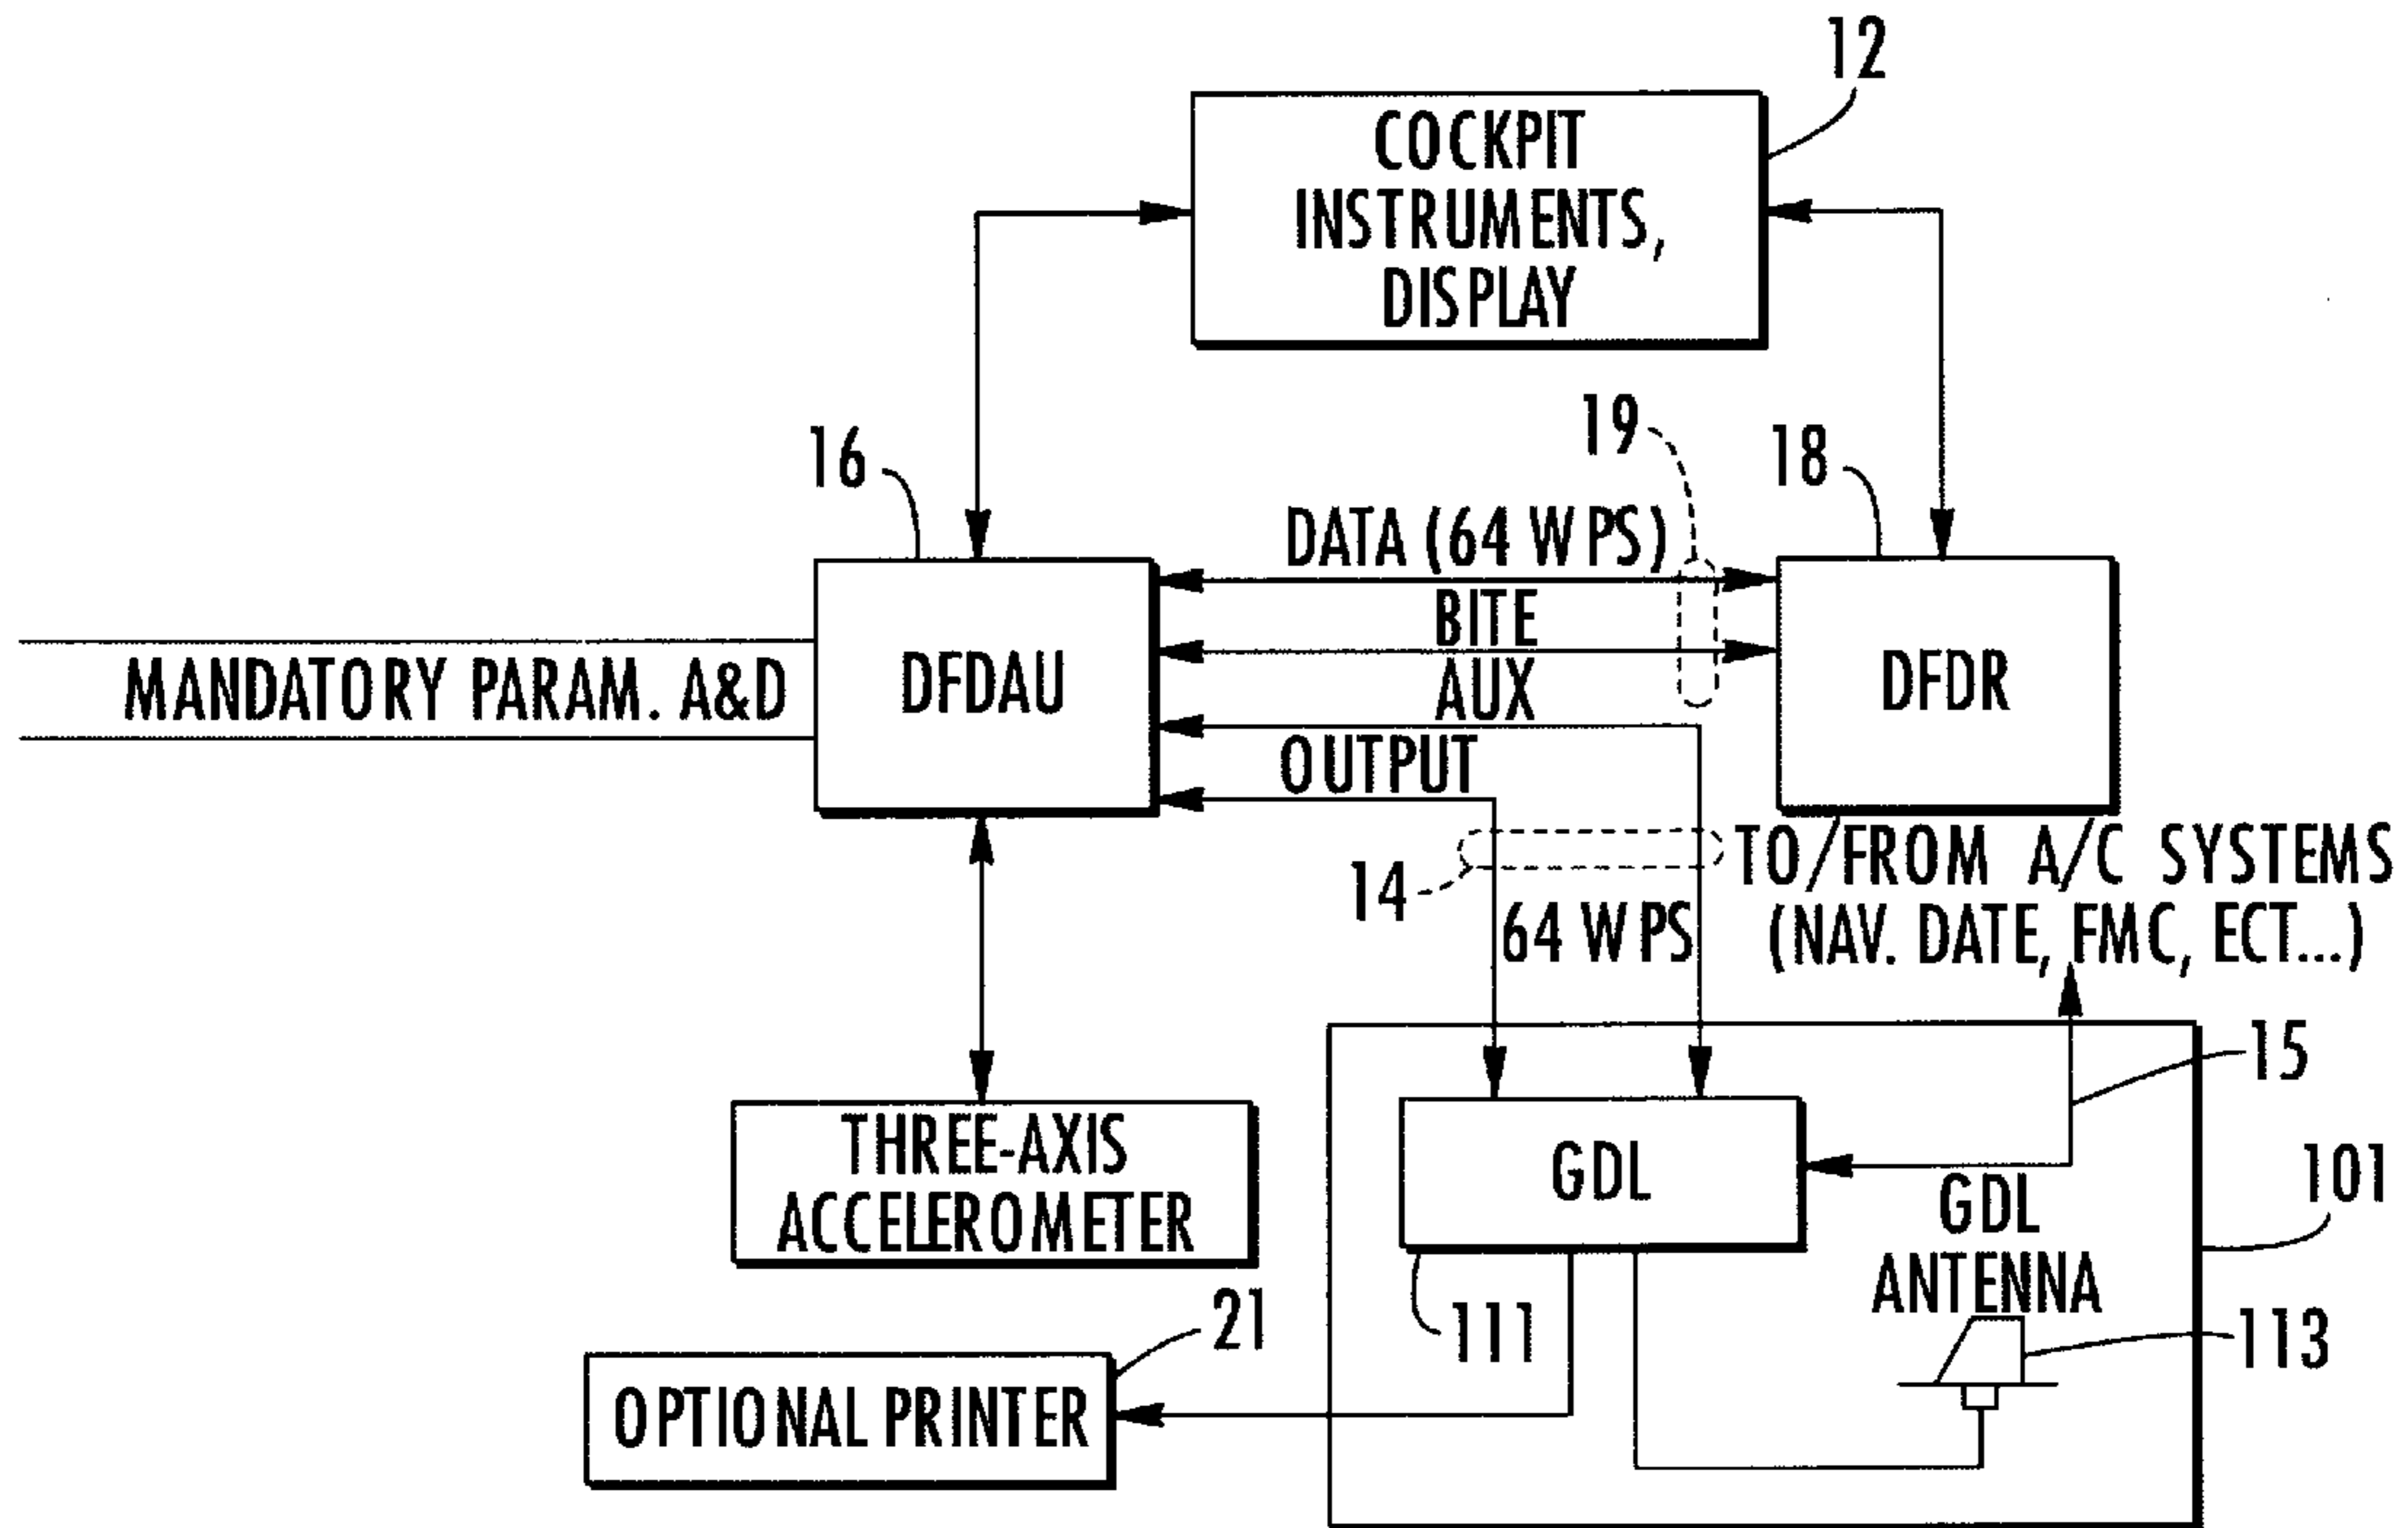 12
COCKPIT
INSTRUMENTS,
DISPLAY
16
19
18
DATA (64 WPS)
BITE
AUX
OUTPUT
MANDATORY PARAM. A&D
DFDAU
DFDR
14
64 WPS
TO/FROM A/C SYSTEMS
(NAV. DATE, FMC, ECT...)
15
THREE-AXIS
ACCELEROMETER
GDL
101
GDL
ANTENNA
111
113
21
OPTIONAL PRINTER